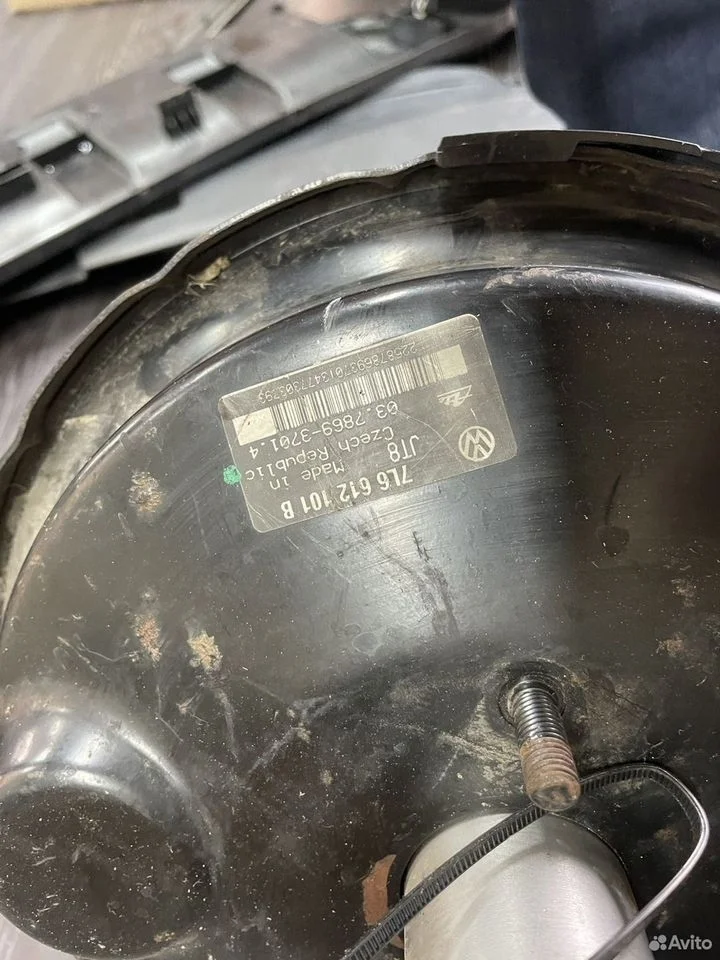 7L6 612 101 B
Made in
Czech Republic
JT8
03.7869-3701.4
Avito